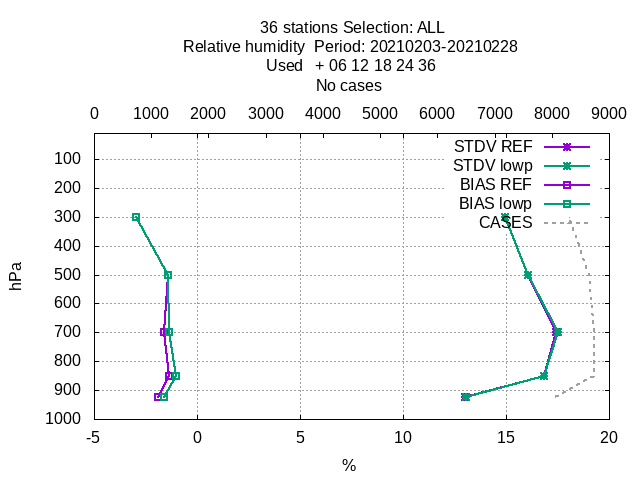 36 stations Selection: ALL
Relative humidity  Period: 20210203-20210228
Used   + 06 12 18 24 36
No cases
0 1000 2000 3000 4000 5000 6000 7000 8000 9000
STDV REF
STDV lowp
BIAS REF
BIAS lowp
CASES
hPa
100
200
300
400
500
600
700
800
900
1000
-5 0 5 10 15 20
%